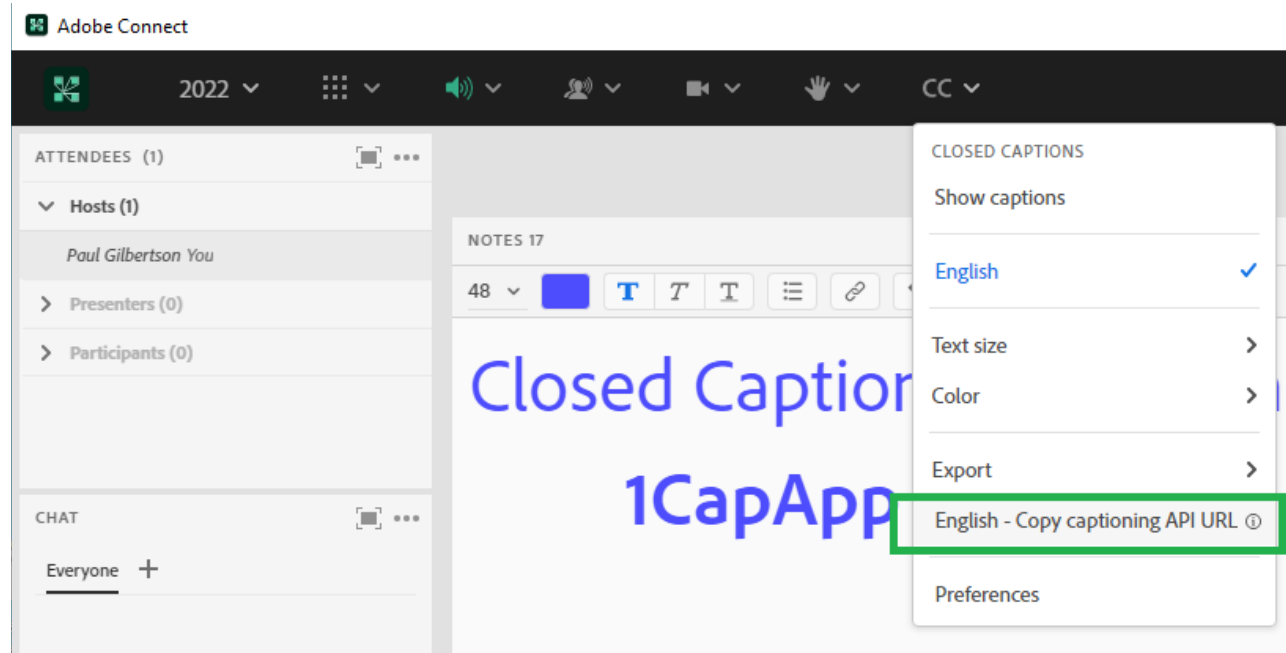 Adobe Connect
2022
CC
ATTENDEES (1)
Hosts (1)
Paul Gilbertson You
Presenters (0)
Participants (0)
CHAT
Everyone
NOTES 17
48
T T T
Closed Caption
1CapApp
CLOSED CAPTIONS
Show captions
English
Text size
Color
Export
English - Copy captioning API URL
Preferences